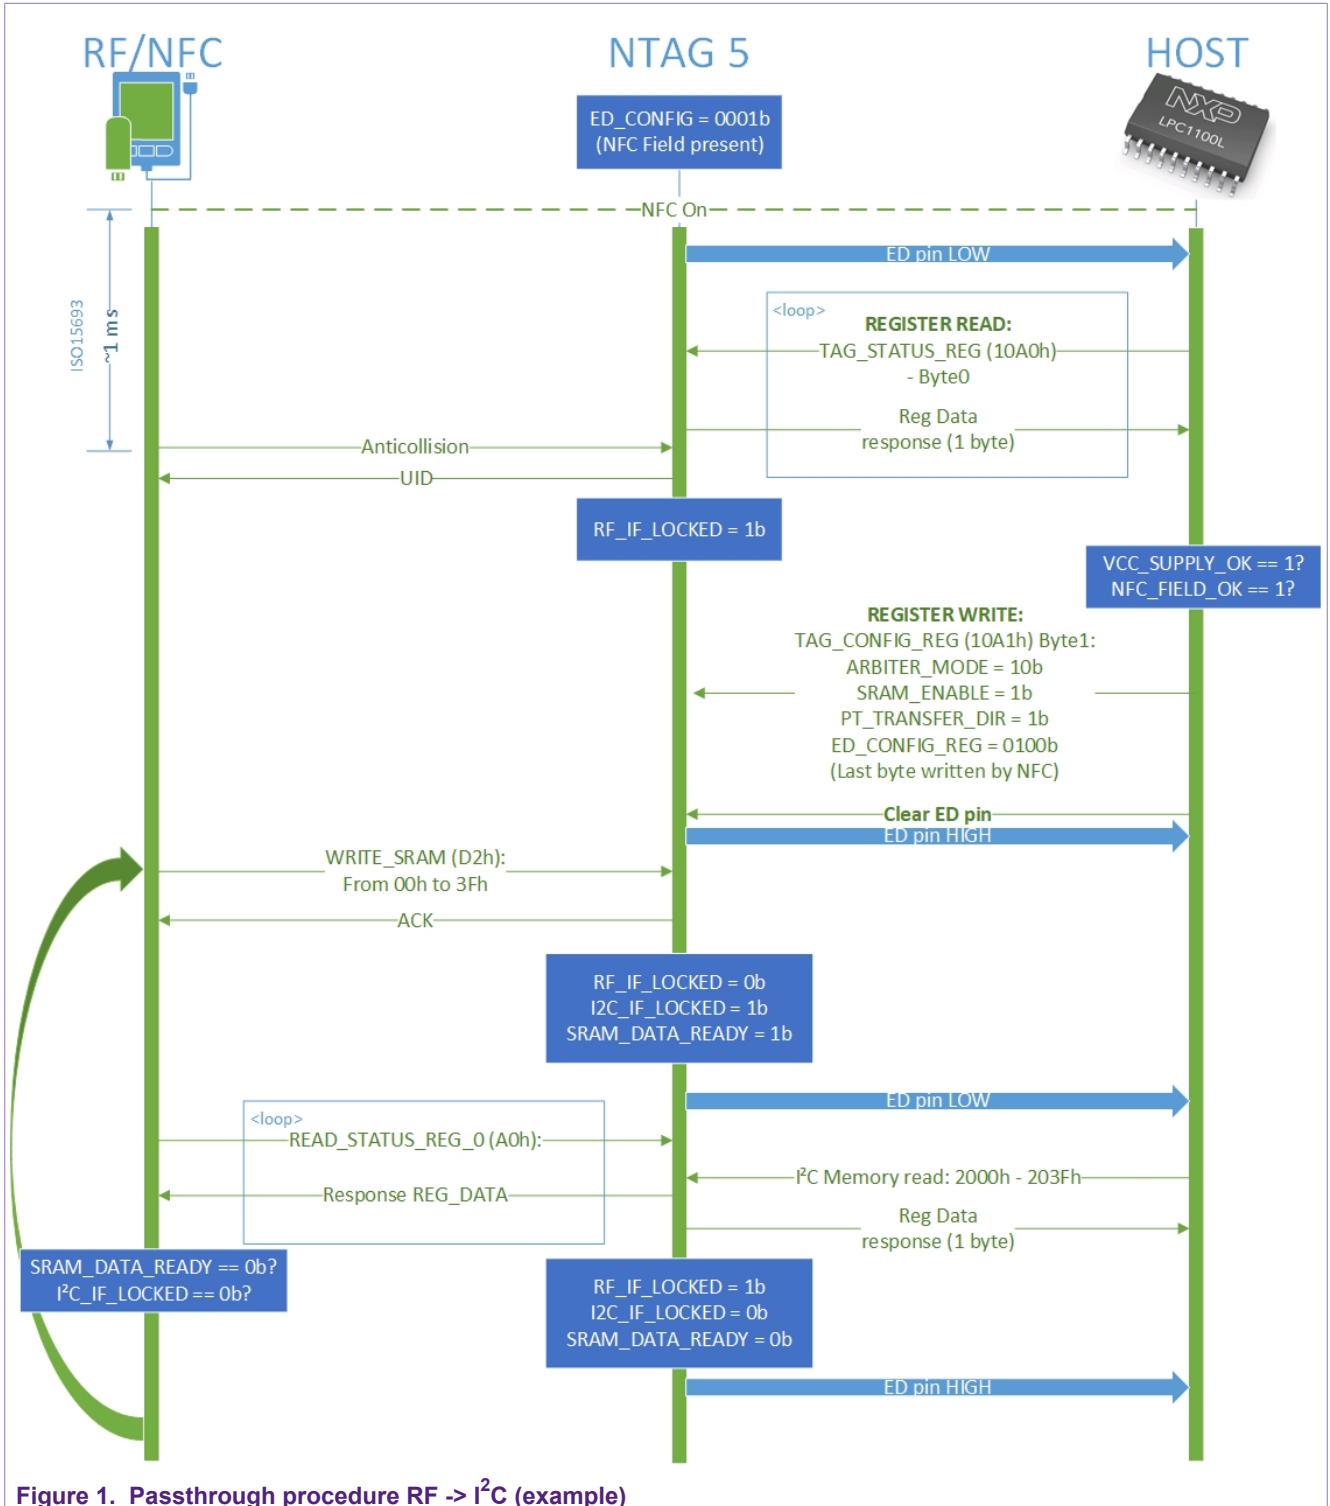 RF/NFC
NTAG 5
HOST
ED_CONFIG = 0001b
(NFC Field present)
NXP
LPC1100L
NFC On
ED pin LOW
ISO15693
~1 ms
<loop>
REGISTER READ:
TAG_STATUS_REG (10A0h)
- Byte0
Reg Data
response (1 byte)
Anticollision
UID
RF_IF_LOCKED = 1b
VCC_SUPPLY_OK == 1?
NFC_FIELD_OK == 1?
REGISTER WRITE:
TAG_CONFIG_REG (10A1h) Byte1:
ARBITER_MODE = 10b
SRAM_ENABLE = 1b
PT_TRANSFER_DIR = 1b
ED_CONFIG_REG = 0100b
(Last byte written by NFC)
Clear ED pin
ED pin HIGH
WRITE_SRAM (D2h):
From 00h to 3Fh
ACK
RF_IF_LOCKED = 0b
I2C_IF_LOCKED = 1b
SRAM_DATA_READY = 1b
ED pin LOW
<loop>
READ_STATUS_REG_0 (A0h):
I²C Memory read: 2000h - 203Fh
Response REG_DATA
Reg Data
response (1 byte)
SRAM_DATA_READY == 0b?
I²C_IF_LOCKED == 0b?
RF_IF_LOCKED = 1b
I2C_IF_LOCKED = 0b
SRAM_DATA_READY = 0b
ED pin HIGH
Figure 1. Passthrough procedure RF -> I²C (example)